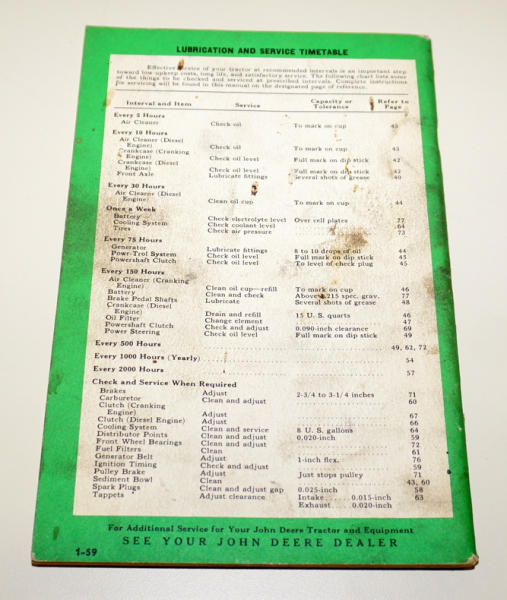 LUBRICATION AND SERVICE TIMETABLE
Effective service of your tractor at recommended intervals is an important step
toward low upkeep costs, long life, and satisfactory service. The following chart lists some
of the things to be checked and serviced at prescribed intervals. Complete instructions
for servicing will be found in this manual on the designated page of reference.
Interval and Item Service Capacity or Tolerance Refer to Page
Every 5 Hours
Air Cleaner Check oil To mark on cup 43
Every 10 Hours
Air Cleaner (Diesel
Engine) Check oil To mark on cup 43
Crankcase (Cranking
Engine) Check oil level Full mark on dip stick 42
Crankcase (Diesel
Engine) Check oil level Full mark on dip stick 42
Front Axle Lubricate fittings Several shots of grease 40
Every 30 Hours
Air Cleaner (Diesel
Engine) Clean oil cup To mark on cup 44
Once a Week
Battery Check electrolyte level Over cell plates 77
Cooling System Check coolant level 64
Tires Check air pressure 73
Every 75 Hours
Generator Lubricate fittings 8 to 10 drops of oil 44
Powr-Trol System Check oil level Full mark on dip stick 45
Powershaft Clutch Check oil level To level of check plug 45
Every 150 Hours
Air Cleaner (Cranking
Engine) Clean oil cup—refill To mark on cup 46
Battery Clean and check Above 1.215 spec. grav. 77
Brake Pedal Shafts Lubricate Several shots of grease 48
Crankcase (Diesel
Engine) Drain and refill 15 U. S. quarts 46
Oil Filter Change element 47
Powershaft Clutch Check and adjust 0.090-inch clearance 69
Power Steering Check oil level Full mark on dip stick 49
Every 500 Hours 49, 62, 72
Every 1000 Hours (Yearly) 54
Every 2000 Hours 57
Check and Service When Required
Brakes Adjust 2-3/4 to 3-1/4 inches 71
Carburetor Clean and adjust 60
Clutch (Cranking
Engine) Adjust 67
Clutch (Diesel Engine) Adjust 66
Cooling System Clean and service 8 U. S. gallons 64
Distributor Points Clean and adjust 0.020-inch 59
Front Wheel Bearings Clean and adjust 72
Fuel Filters Clean 61
Generator Belt Adjust 1-inch flex. 76
Ignition Timing Check and adjust 59
Pulley Brake Adjust Just stops pulley 71
Sediment Bowl Clean 43, 60
Spark Plugs Clean and adjust gap 0.025-inch 58
Tappets Adjust clearance Intake 0.015-inch 63
Exhaust 0.020-inch
For Additional Service for Your John Deere Tractor and Equipment
SEE YOUR JOHN DEERE DEALER
1-59